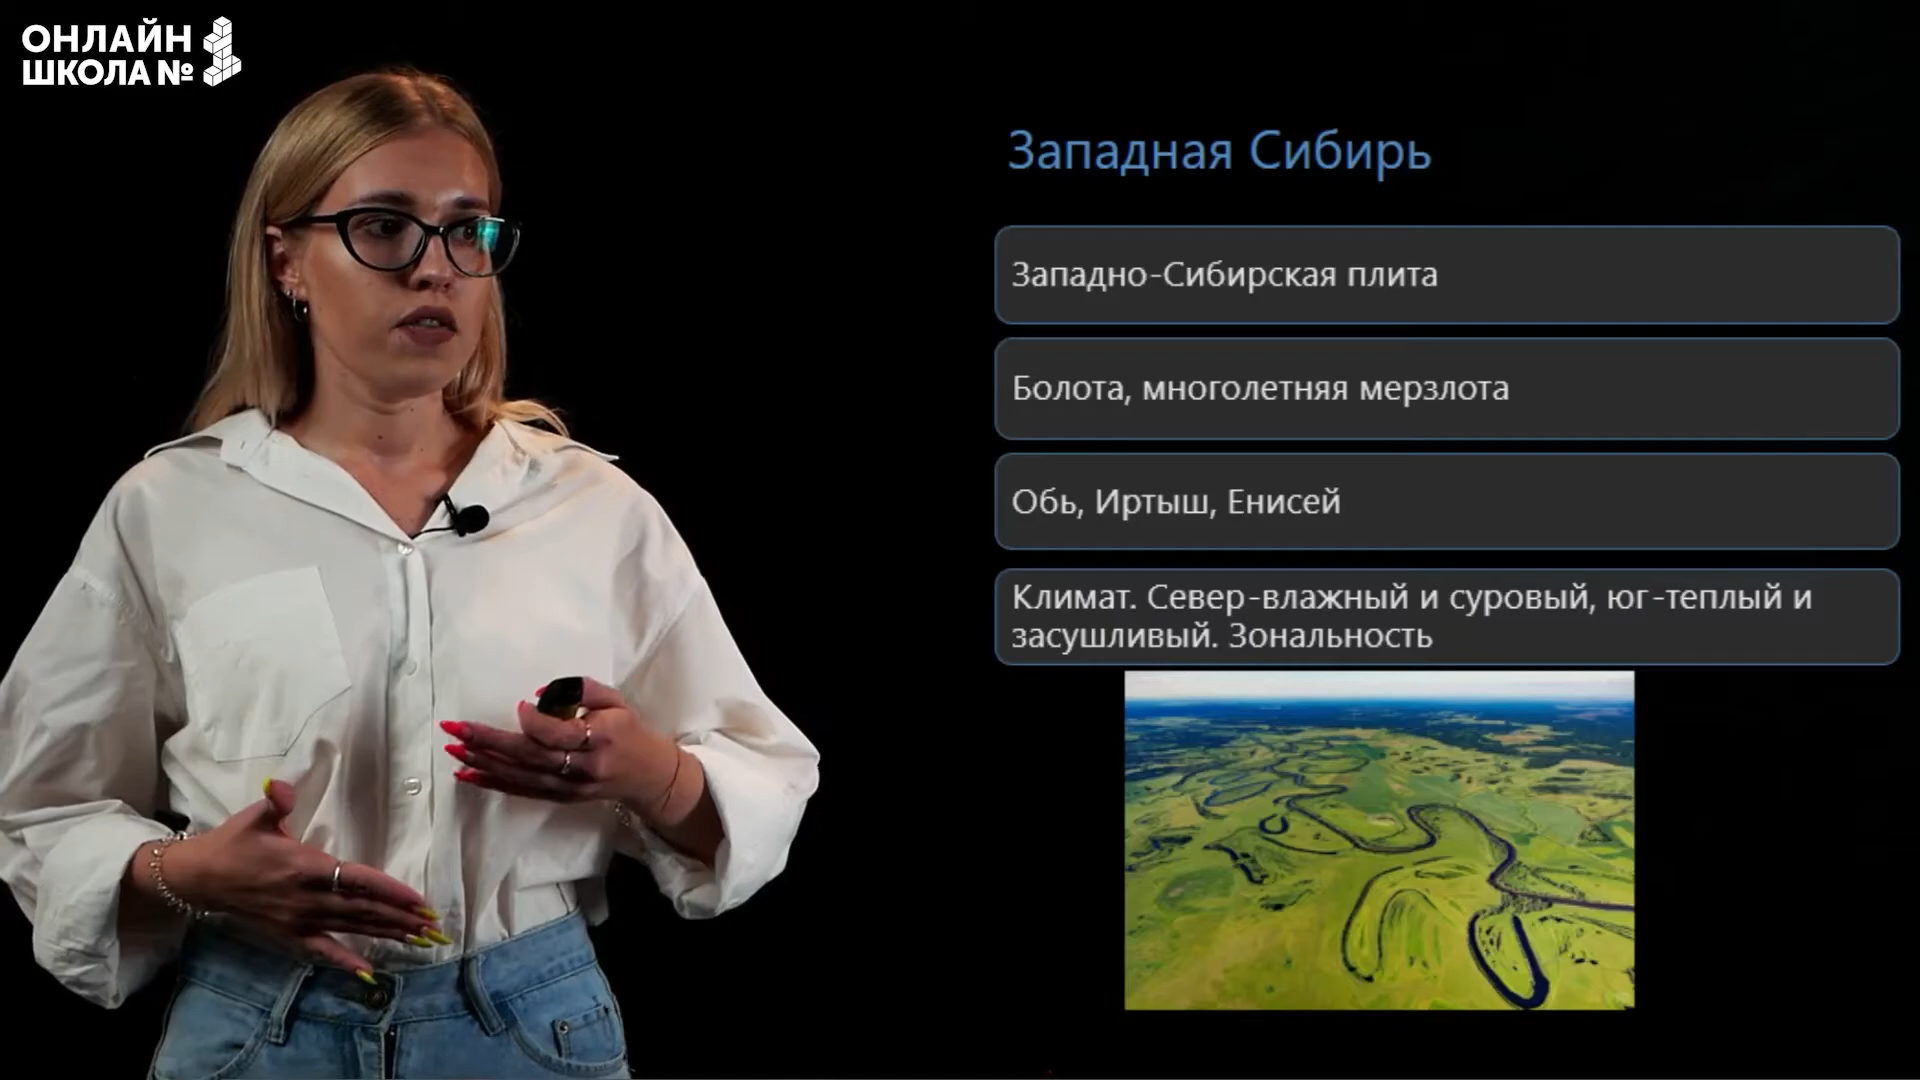 ОНЛАЙН
ШКОЛА №1
Западная Сибирь
Западно-Сибирская плита
Болота, многолетняя мерзлота
Обь, Иртыш, Енисей
Климат. Север-влажный и суровый, юг-теплый и
засушливый. Зональность